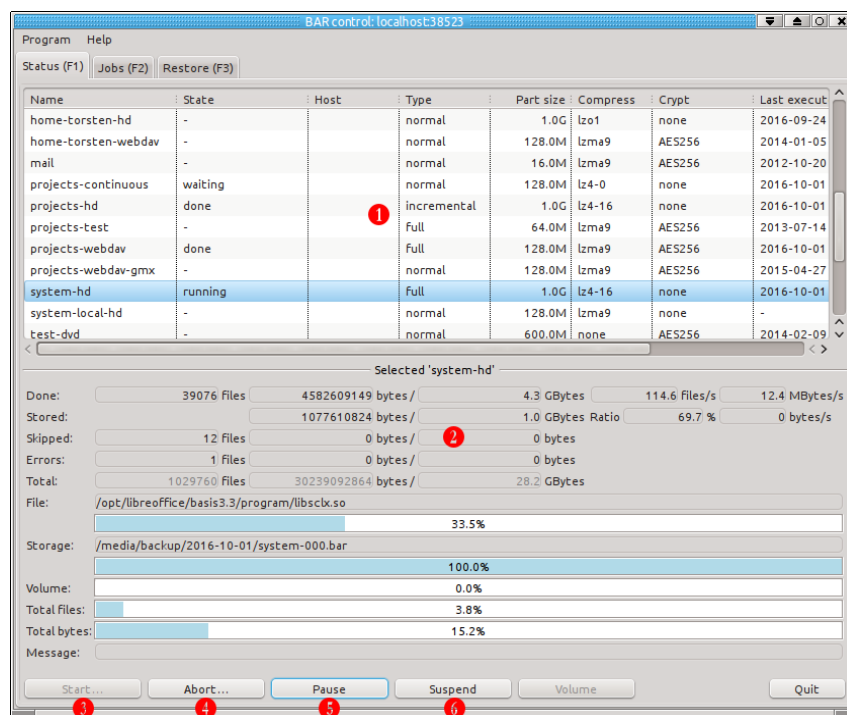 BAR control: localhost:38523
Program Help
Status (F1) Jobs (F2) Restore (F3)
Name State Host Type Part size Compress Crypt Last execut
home-torsten-hd - normal 1.0G lzo1 none 2016-09-24
home-torsten-webdav - normal 128.0M lzma9 AES256 2014-01-05
mail - normal 16.0M lzma9 AES256 2012-10-20
projects-continuous waiting normal 128.0M lz4-0 none 2016-10-01
projects-hd done incremental 1.0G lz4-16 none 2016-10-01
1
projects-test - full 64.0M lzma9 AES256 2013-07-14
projects-webdav done full 128.0M lzma9 AES256 2016-10-01
projects-webdav-gmx - normal 128.0M lzma9 AES256 2015-04-27
system-hd running full 1.0G lz4-16 none 2016-10-01
system-local-hd - normal 128.0M lzma9 none -
test-dvd - normal 600.0M none AES256 2014-02-09
Selected 'system-hd'
Done: 39076 files 4582609149 bytes/ 4.3 GBytes 114.6 files/s 12.4 MBytes/s
Stored: 1077610824 bytes/ 1.0 GBytes Ratio 69.7 % 0 bytes/s
Skipped: 12 files 0 bytes/ 2 0 bytes
Errors: 1 files 0 bytes/ 0 bytes
Total: 1029760 files 30239092864 bytes/ 28.2 GBytes
File: /opt/libreoffice/basis3.3/program/libsclx.so
33.5%
Storage: /media/backup/2016-10-01/system-000.bar
100.0%
Volume: 0.0%
Total files: 3.8%
Total bytes: 15.2%
Message:
Start... Abort... Pause Suspend Volume Quit
3 4 5 6